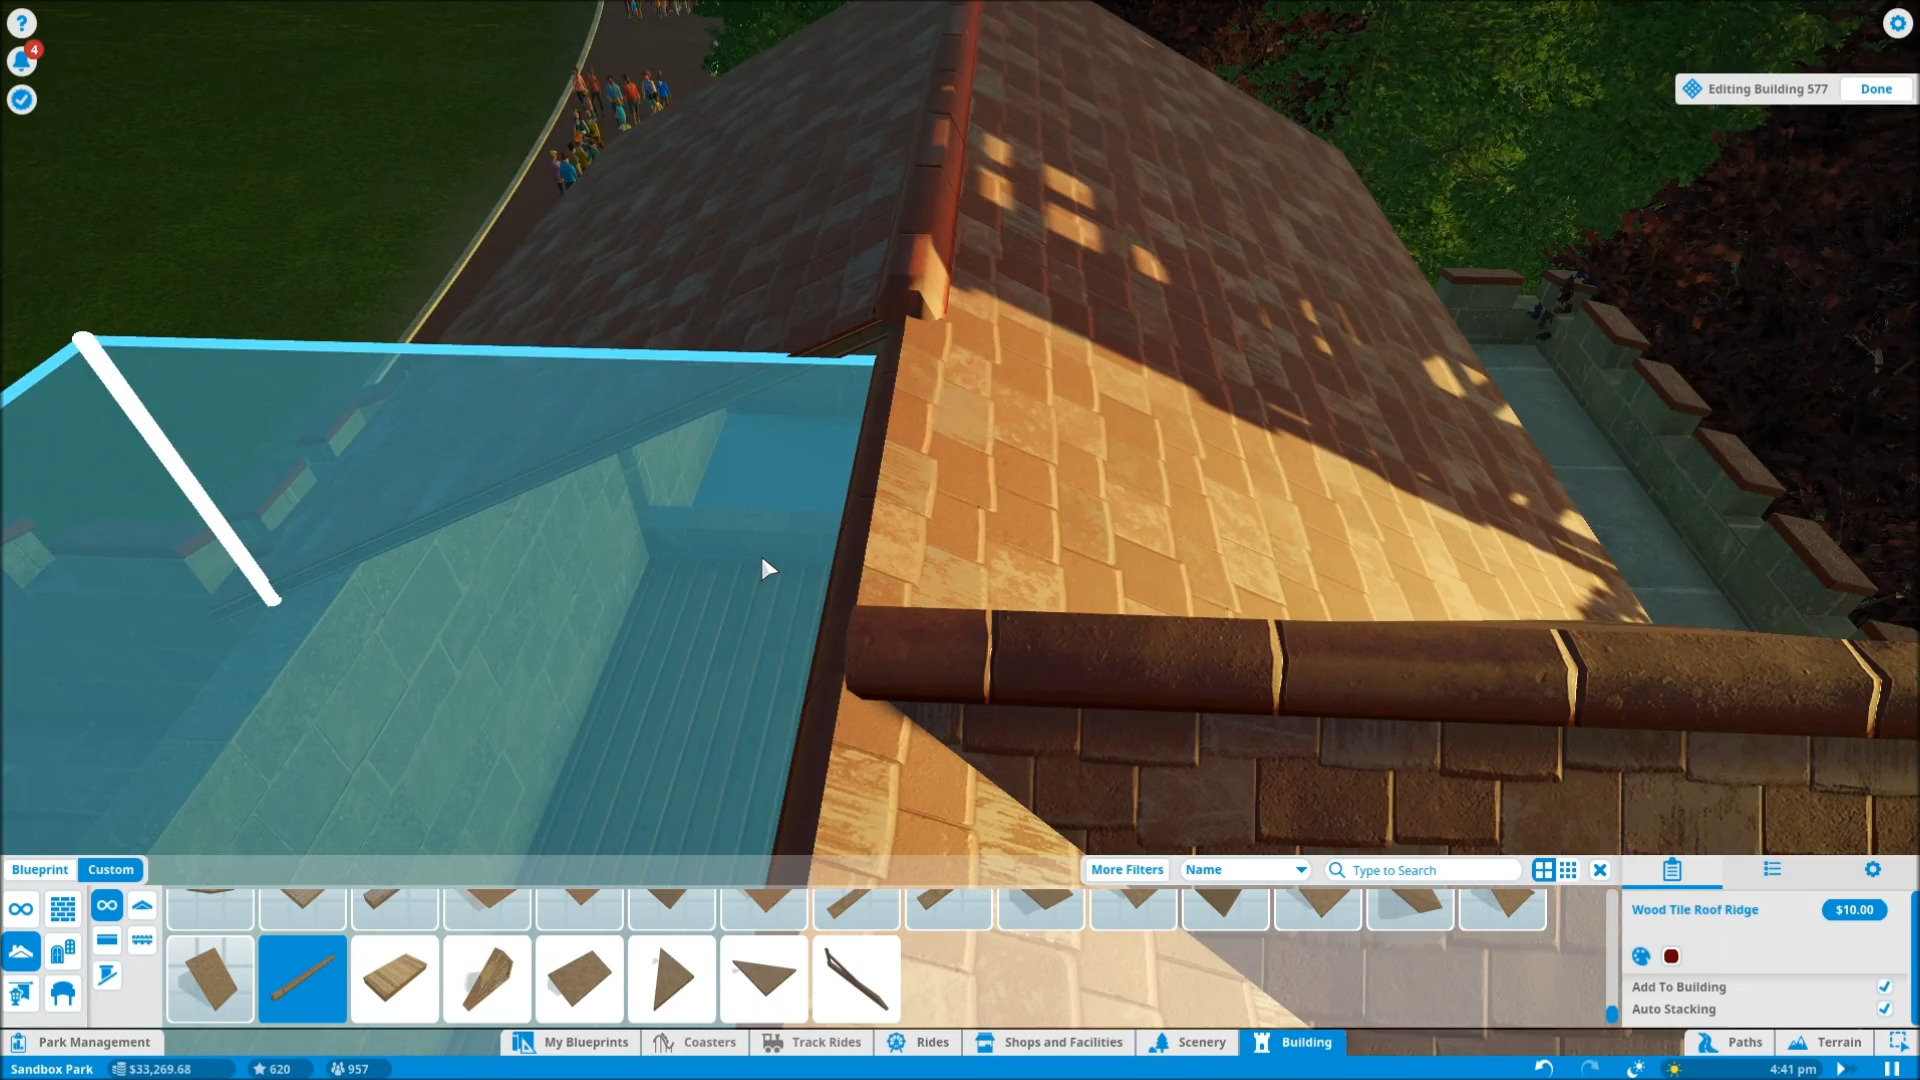 ?
4
Editing Building 577 Done
Blueprint Custom
More Filters Name Type to Search
Wood Tile Roof Ridge $10.00
Add To Building
Auto Stacking
Park Management My Blueprints Coasters Track Rides Rides Shops and Facilities Scenery Building Paths Terrain
Sandbox Park $33,269.68 620 957 4:41 pm